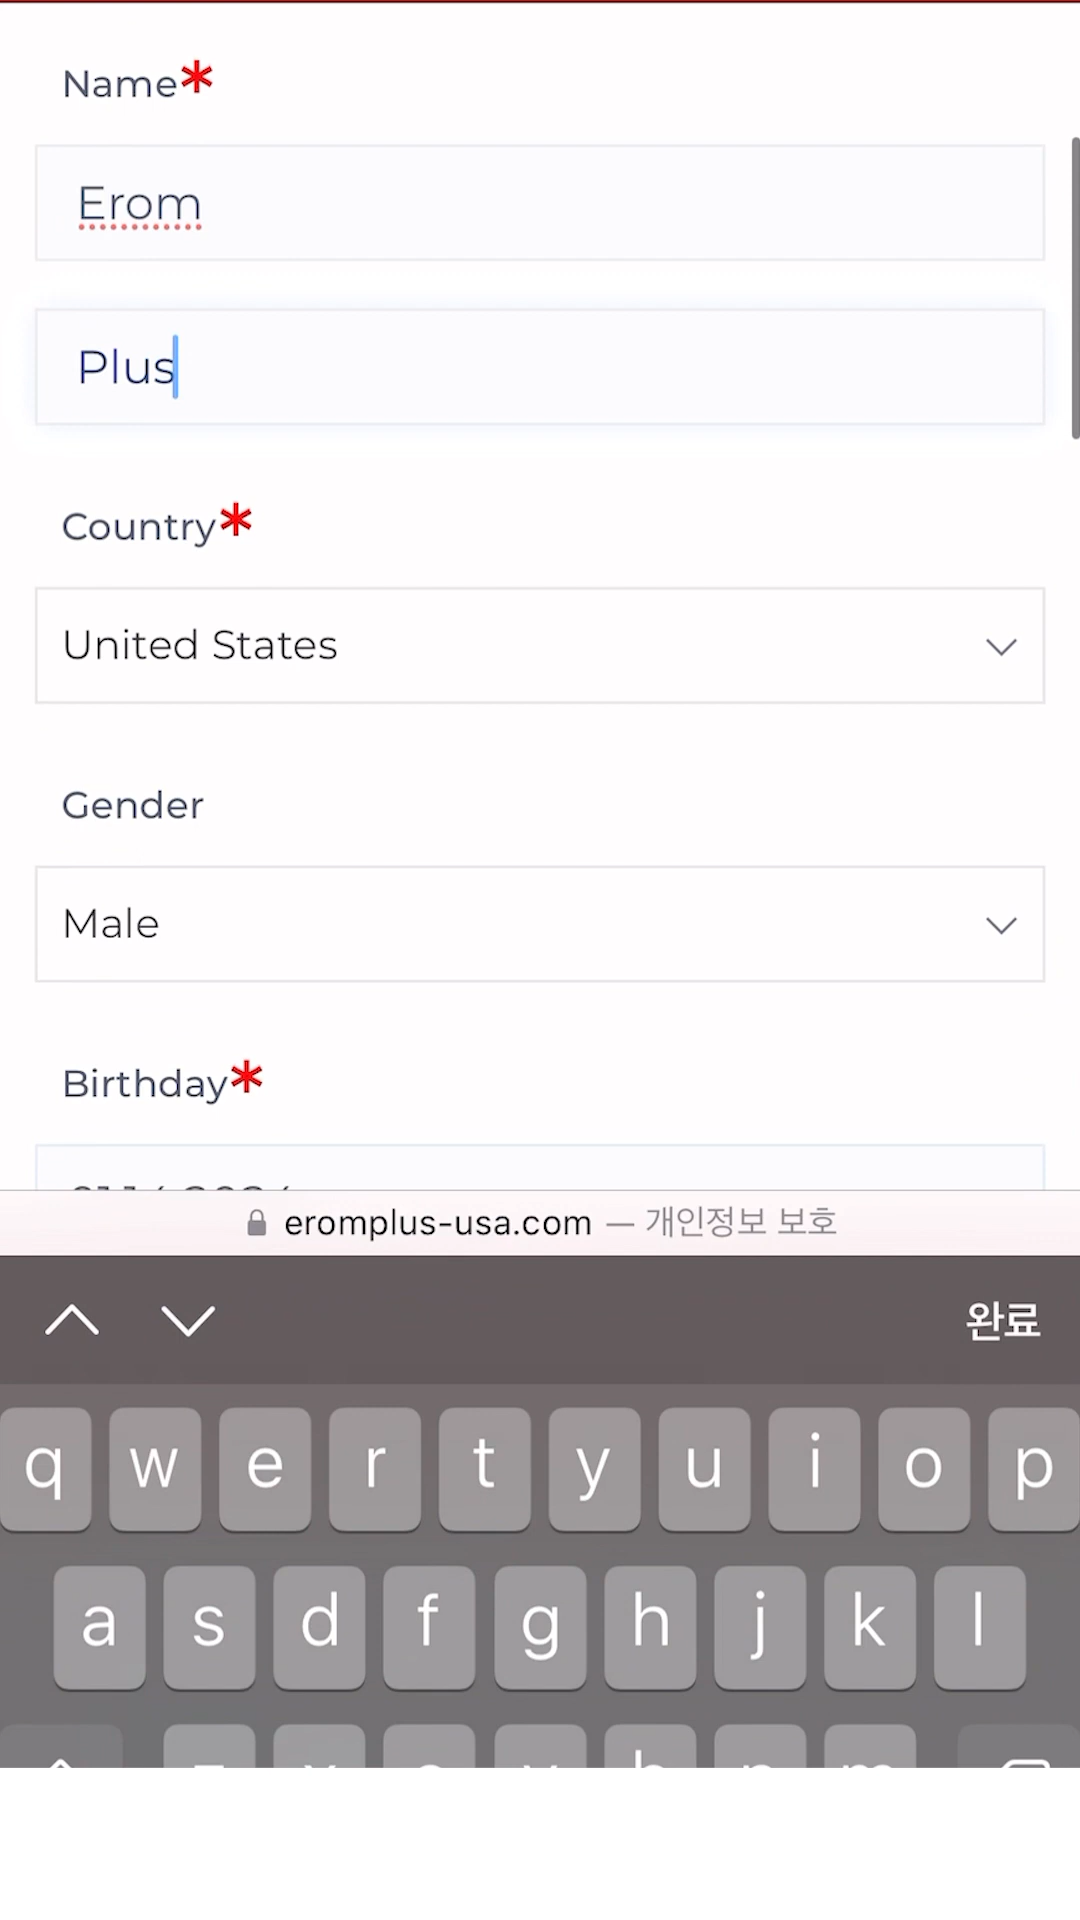 Name*
Erom
Plus
Country*
United States
Gender
Male
Birthday*
eromplus-usa.com — 개인정보 보호
완료
q w e r t y u i o p
a s d f g h j k l